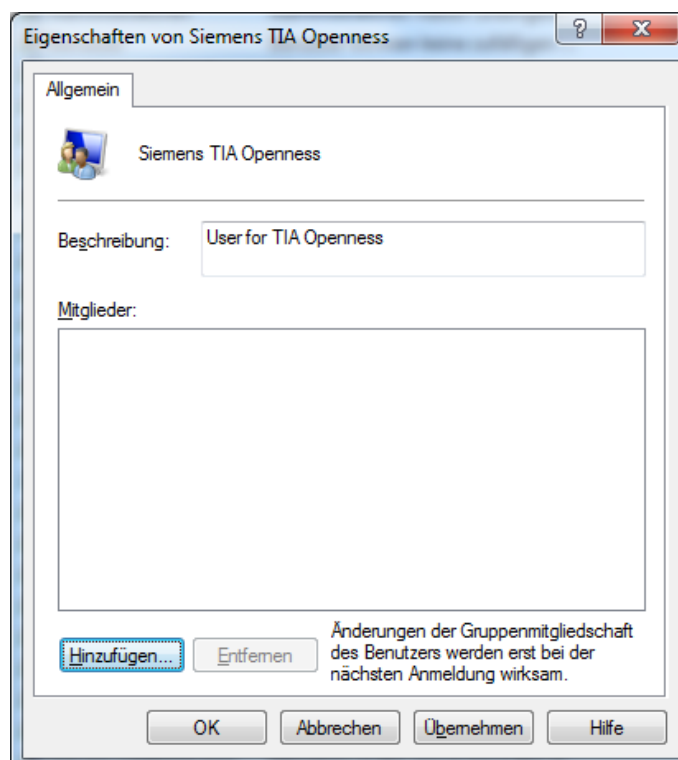 Eigenschaften von Siemens TIA Openness
Allgemein
Siemens TIA Openness
Beschreibung:
User for TIA Openness
Mitglieder:
Hinzufügen...
Entfernen
Änderungen der Gruppenmitgliedschaft
des Benutzers werden erst bei der
nächsten Anmeldung wirksam.
OK
Abbrechen
Übernehmen
Hilfe